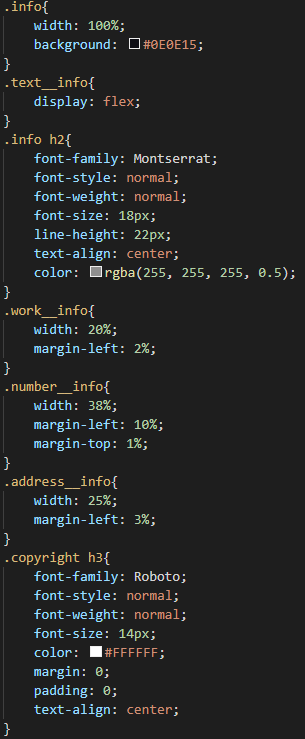 .info{
    width: 100%;
    background: #0E0E15;
}
.text__info{
    display: flex;
}
.info h2{
    font-family: Montserrat;
    font-style: normal;
    font-weight: normal;
    font-size: 18px;
    line-height: 22px;
    text-align: center;
    color: rgba(255, 255, 255, 0.5);
}
.work__info{
    width: 20%;
    margin-left: 2%;
}
.number__info{
    width: 38%;
    margin-left: 10%;
    margin-top: 1%;
}
.address__info{
    width: 25%;
    margin-left: 3%;
}
.copyright h3{
    font-family: Roboto;
    font-style: normal;
    font-weight: normal;
    font-size: 14px;
    color: #FFFFFF;
    margin: 0;
    padding: 0;
    text-align: center;
}